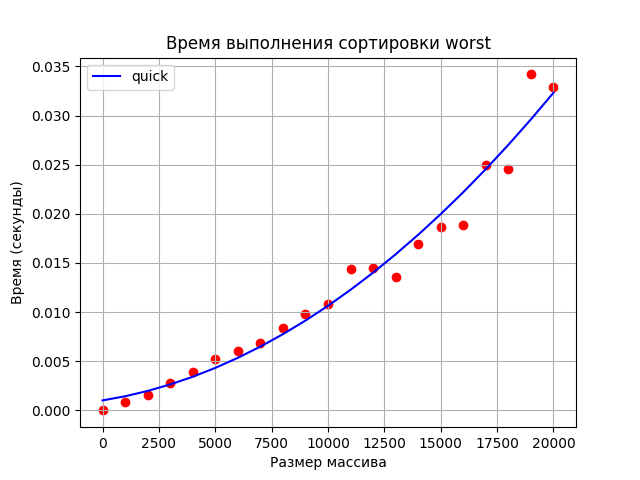 Время выполнения сортировки worst
quick
0.035
0.030
0.025
0.020
0.015
0.010
0.005
0.000
Время (секунды)
0 2500 5000 7500 10000 12500 15000 17500 20000
Размер массива